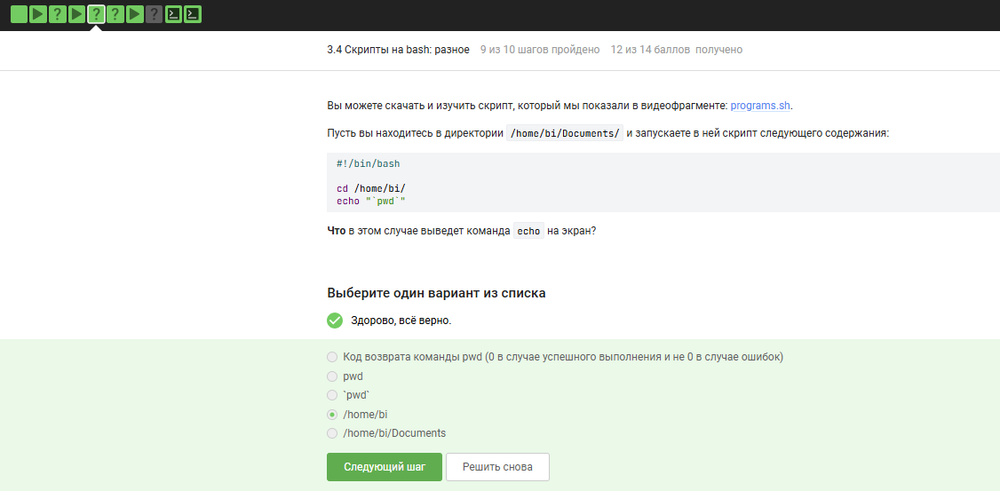 3.4 Скрипты на bash: разное 9 из 10 шагов пройдено 12 из 14 баллов получено
Вы можете скачать и изучить скрипт, который мы показали в видеофрагменте: programs.sh.
Пусть вы находитесь в директории /home/bi/Documents/ и запускаете в ней скрипт следующего содержания:
#!/bin/bash
cd /home/bi/
echo "`pwd`"
Что в этом случае выведет команда echo на экран?
Выберите один вариант из списка
Здорово, всё верно.
Код возврата команды pwd (0 в случае успешного выполнения и не 0 в случае ошибок)
pwd
`pwd`
/home/bi
/home/bi/Documents
Следующий шаг Решить снова